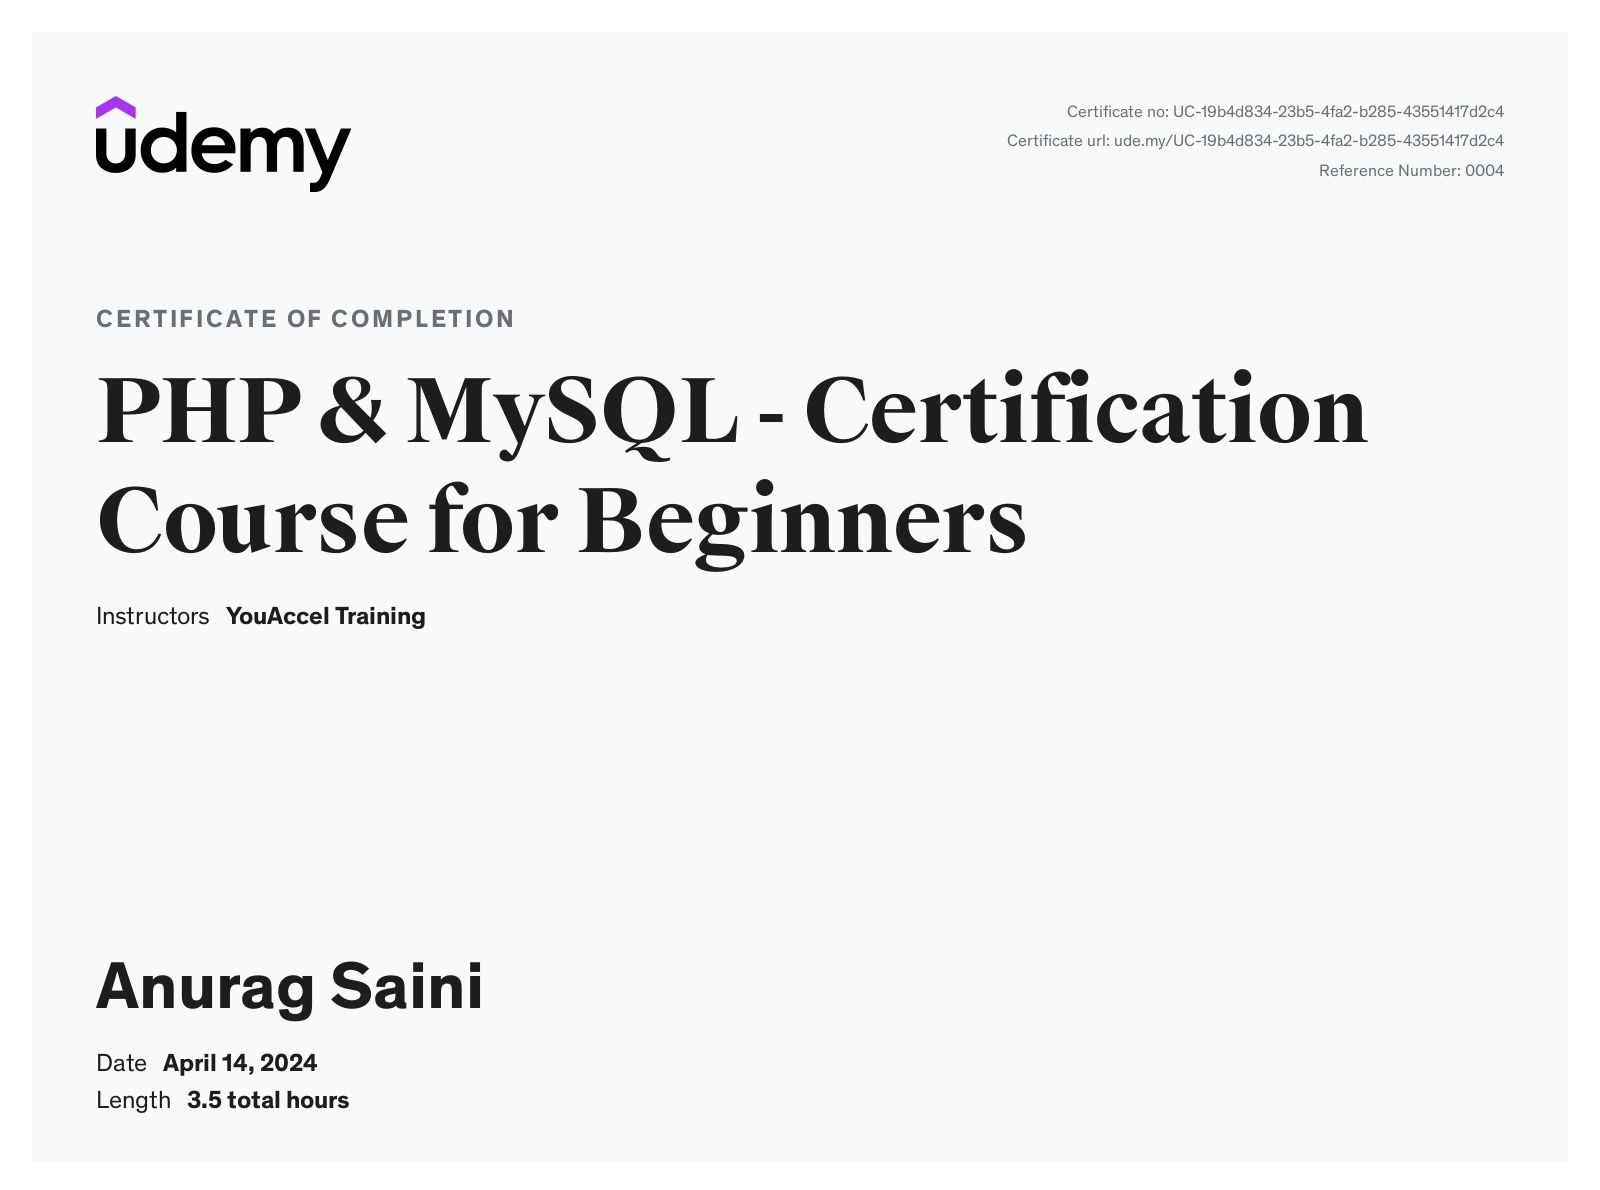 udemy
Certificate no: UC-19b4d834-23b5-4fa2-b285-43551417d2c4
Certificate url: ude.my/UC-19b4d834-23b5-4fa2-b285-43551417d2c4
Reference Number: 0004
CERTIFICATE OF COMPLETION
PHP & MySQL - Certification
Course for Beginners
Instructors YouAccel Training
Anurag Saini
Date April 14, 2024
Length 3.5 total hours